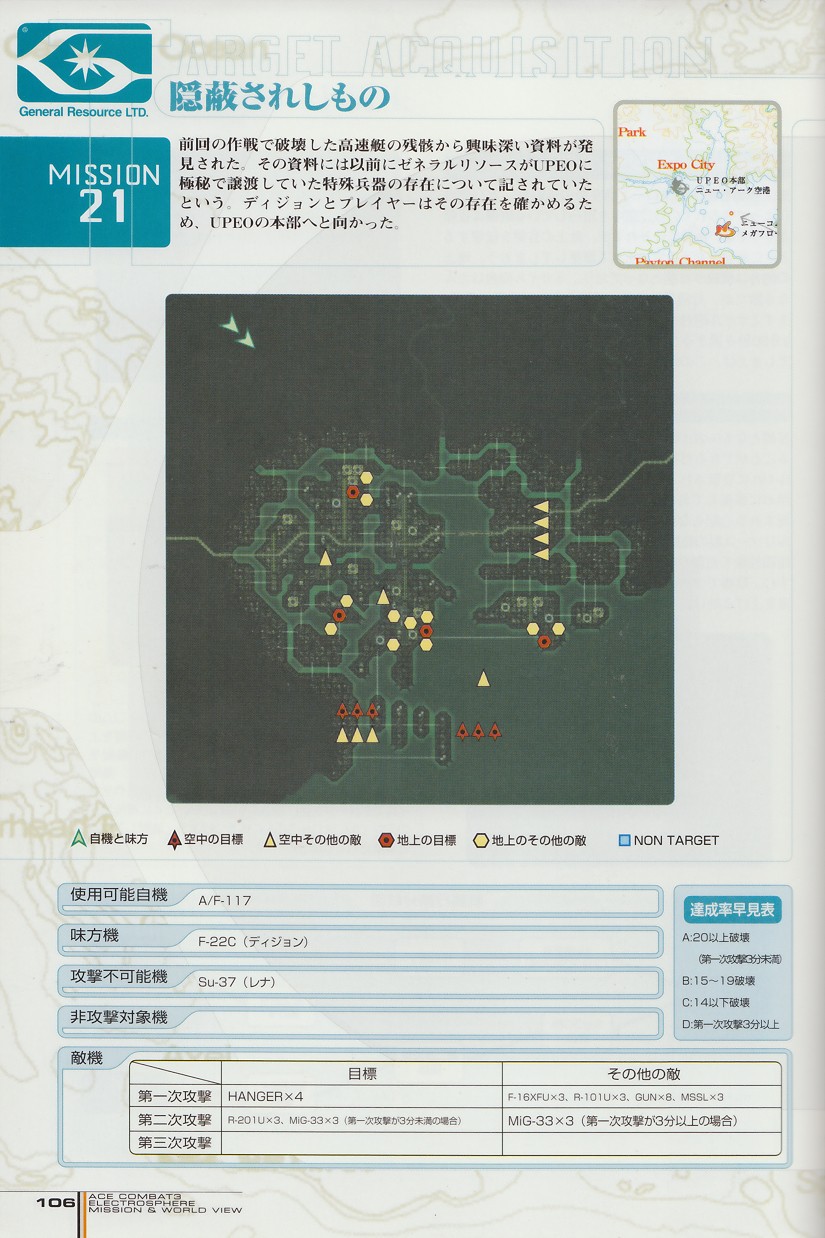 TARGET ACQUISITION
General Resource LTD.
隠蔽されしもの
MISSION
21
前回の作戦で破壊した高速艇の残骸から興味深い資料が発
見された。その資料には以前にゼネラルリソースがUPEOに
極秘で譲渡していた特殊兵器の存在について記されていた
という。ディジョンとプレイヤーはその存在を確かめるた
め、UPEOの本部へと向かった。
Park
Expo City
UPEO本部
ニュー・アーク空港
ニューコ
メガフロ
Payton Channel
自機と味方
空中の目標
空中その他の敵
地上の目標
地上のその他の敵
NON TARGET
使用可能自機
A/F-117
味方機
F-22C（ディジョン）
攻撃不可能機
Su-37（レナ）
非攻撃対象機
達成率早見表
A:20以上破壊
（第一次攻撃3分未満）
B:15～19破壊
C:14以下破壊
D:第一次攻撃3分以上
敵機
目標 その他の敵
第一次攻撃 HANGER×4 F-16XFU×3、R-101U×3、GUN×8、MSSL×3
第二次攻撃 R-201U×3、MiG-33×3（第一次攻撃が3分未満の場合） MiG-33×3（第一次攻撃が3分以上の場合）
第三次攻撃
106
ACE COMBAT3
ELECTROSPHERE
MISSION & WORLD VIEW